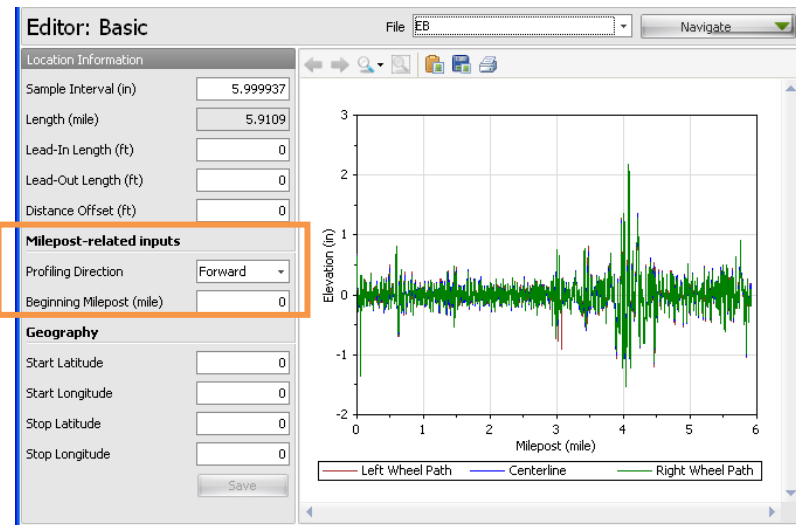 Editor: Basic
File EB Navigate
Location Information
Sample Interval (in) 5.999937
Length (mile) 5.9109
Lead-In Length (ft) 0
Lead-Out Length (ft) 0
Distance Offset (ft) 0
Milepost-related inputs
Profiling Direction Forward
Beginning Milepost (mile) 0
Geography
Start Latitude 0
Start Longitude 0
Stop Latitude 0
Stop Longitude 0
Save
Elevation (in)
3
2
1
0
-1
-2
0 1 2 3 4 5 6
Milepost (mile)
Left Wheel Path Centerline Right Wheel Path